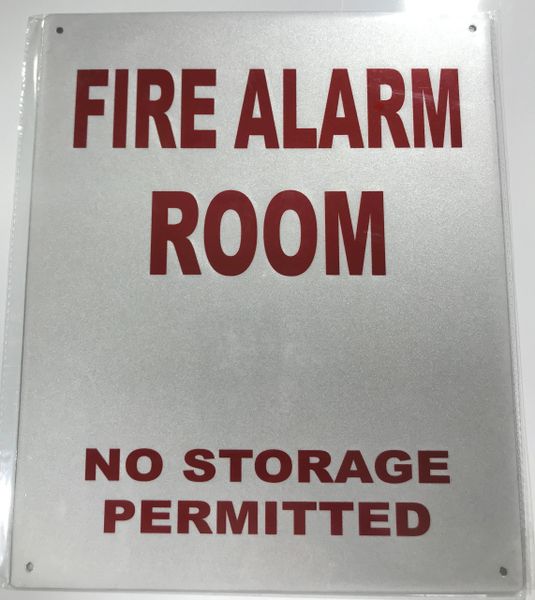 FIRE ALARM
ROOM
NO STORAGE
PERMITTED